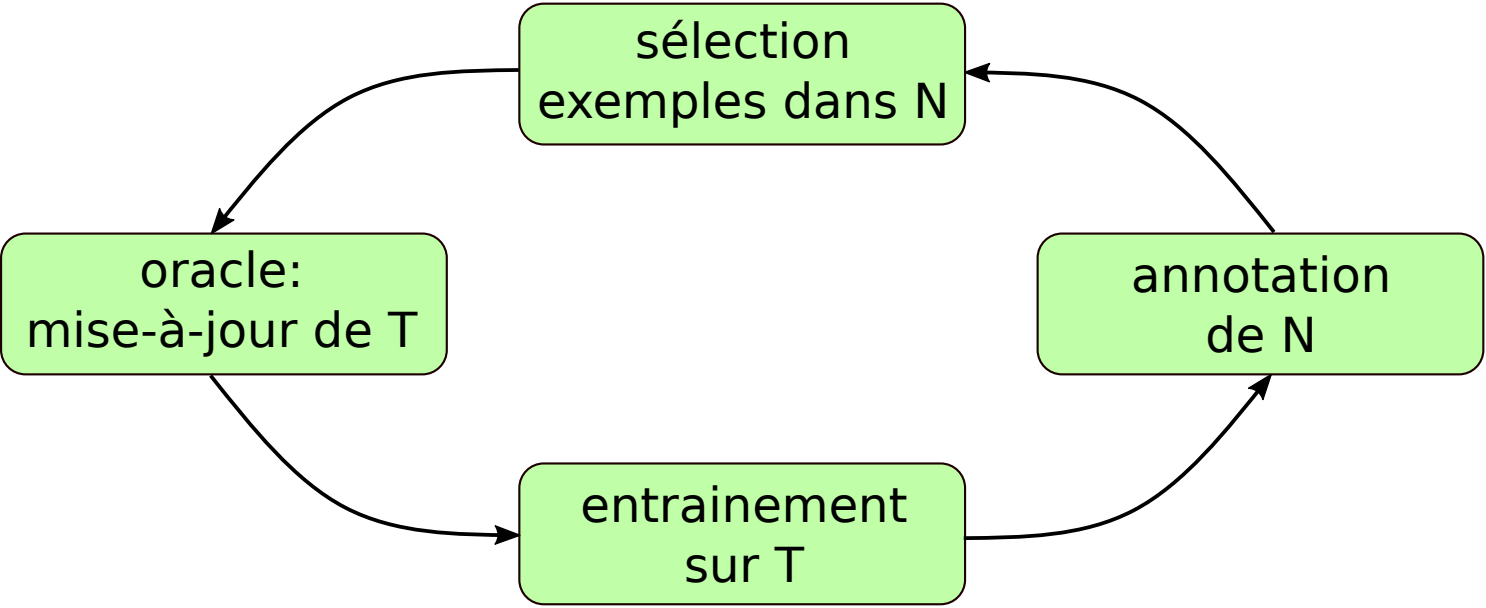 sélection
exemples dans N
oracle:
mise-à-jour de T
annotation
de N
entrainement
sur T